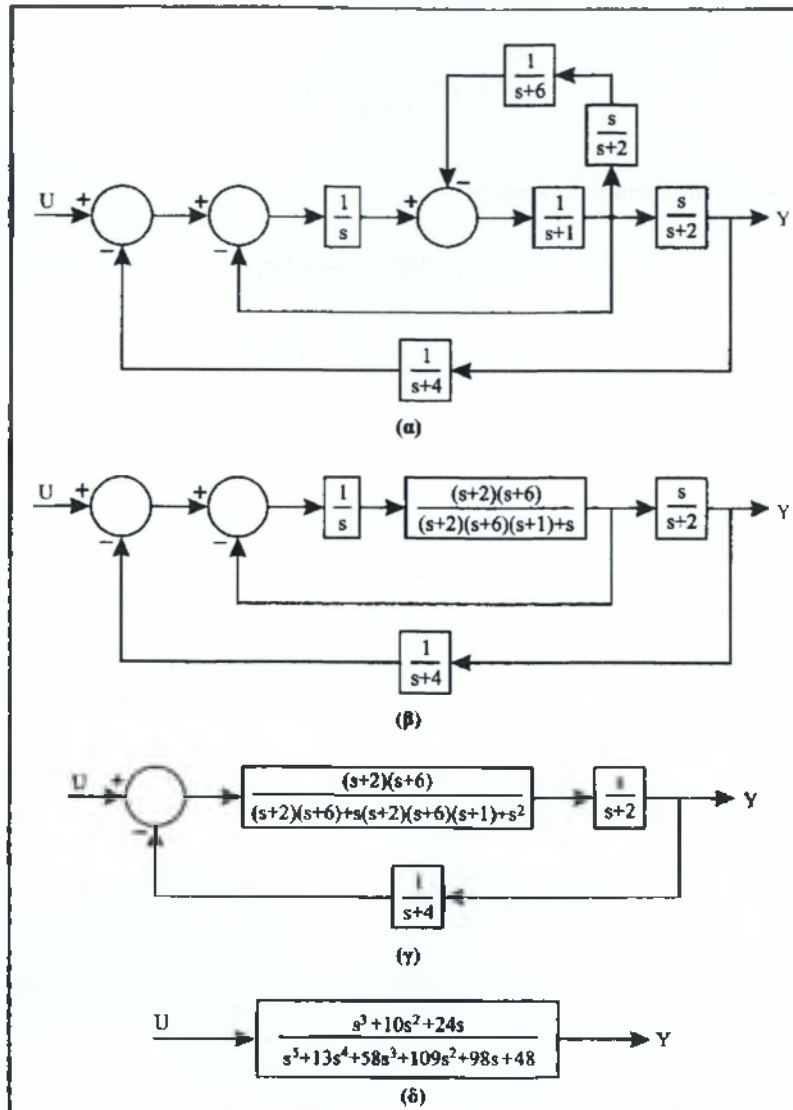 1
s+6
s
s+2
U + + 1/s + − 1/(s+1) s/(s+2) Y
−
−
1/(s+4)
(α)
U + + 1/s (s+2)(s+6)/((s+2)(s+6)(s+1)+s) s/(s+2) Y
−
−
1/(s+4)
(β)
U + (s+2)(s+6)/((s+2)(s+6)+s(s+2)(s+6)(s+1)+s²) s/(s+2) Y
−
1/(s+4)
(γ)
U (s³+10s²+24s)/(s⁵+13s⁴+58s³+109s²+98s+48) Y
(δ)